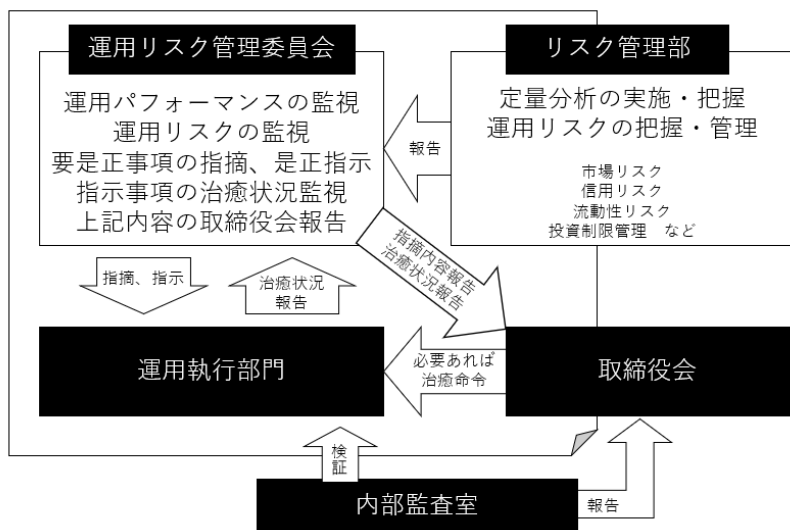 運用リスク管理委員会
運用パフォーマンスの監視
運用リスクの監視
要是正事項の指摘、是正指示
指示事項の治癒状況監視
上記内容の取締役会報告
リスク管理部
定量分析の実施・把握
運用リスクの把握・管理
市場リスク
信用リスク
流動性リスク
投資制限管理　など
報告
指摘内容報告
治癒状況報告
指摘、指示
治癒状況
報告
運用執行部門
必要あれば
治癒命令
取締役会
検証
内部監査室
報告